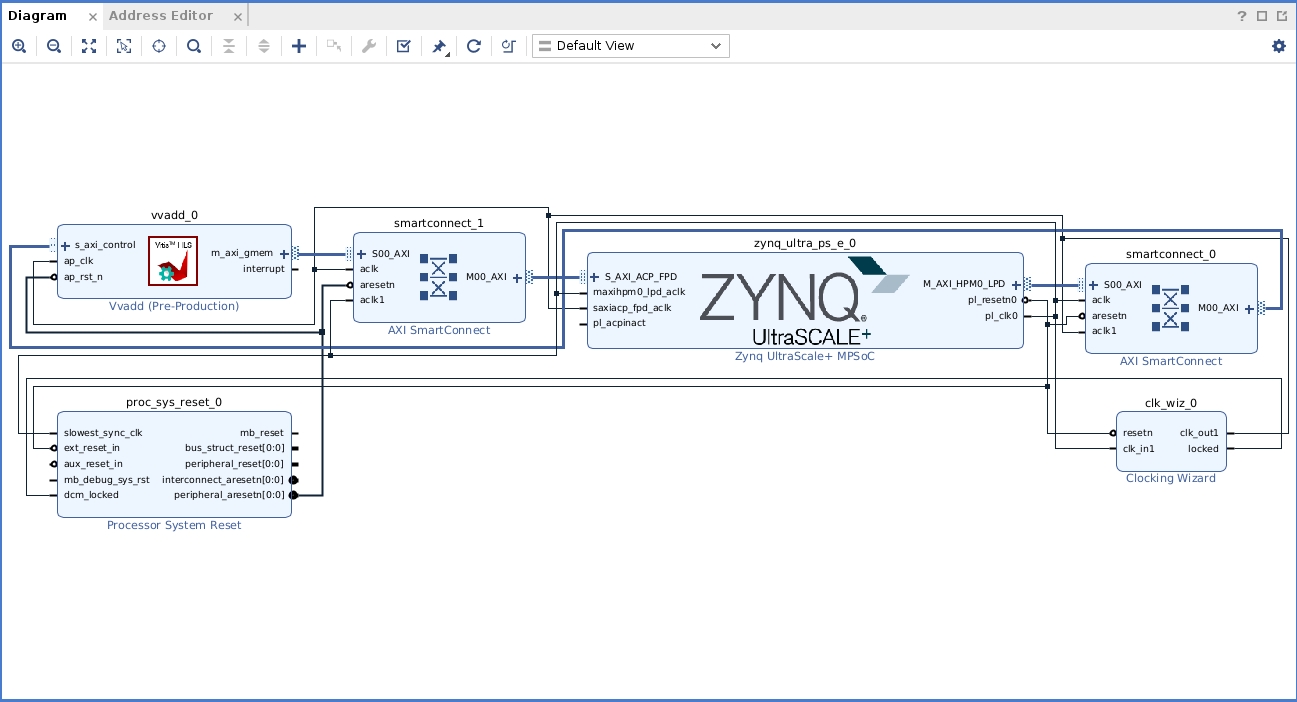 Diagram
Address Editor
Default View
vvadd_0
s_axi_control
ap_clk
ap_rst_n
Vitis™ HLS
m_axi_gmem
interrupt
Vvadd (Pre-Production)
smartconnect_1
S00_AXI
aclk
aresetn
aclk1
M00_AXI
AXI SmartConnect
zynq_ultra_ps_e_0
S_AXI_ACP_FPD
maxihpm0_lpd_aclk
saxiacp_fpd_aclk
pl_acpinact
ZYNQ®
UltraSCALE+
M_AXI_HPM0_LPD
pl_resetn0
pl_clk0
Zynq UltraScale+ MPSoC
smartconnect_0
S00_AXI
aclk
aresetn
aclk1
M00_AXI
AXI SmartConnect
proc_sys_reset_0
slowest_sync_clk
ext_reset_in
aux_reset_in
mb_debug_sys_rst
dcm_locked
mb_reset
bus_struct_reset[0:0]
peripheral_reset[0:0]
interconnect_aresetn[0:0]
peripheral_aresetn[0:0]
Processor System Reset
clk_wiz_0
resetn
clk_in1
clk_out1
locked
Clocking Wizard